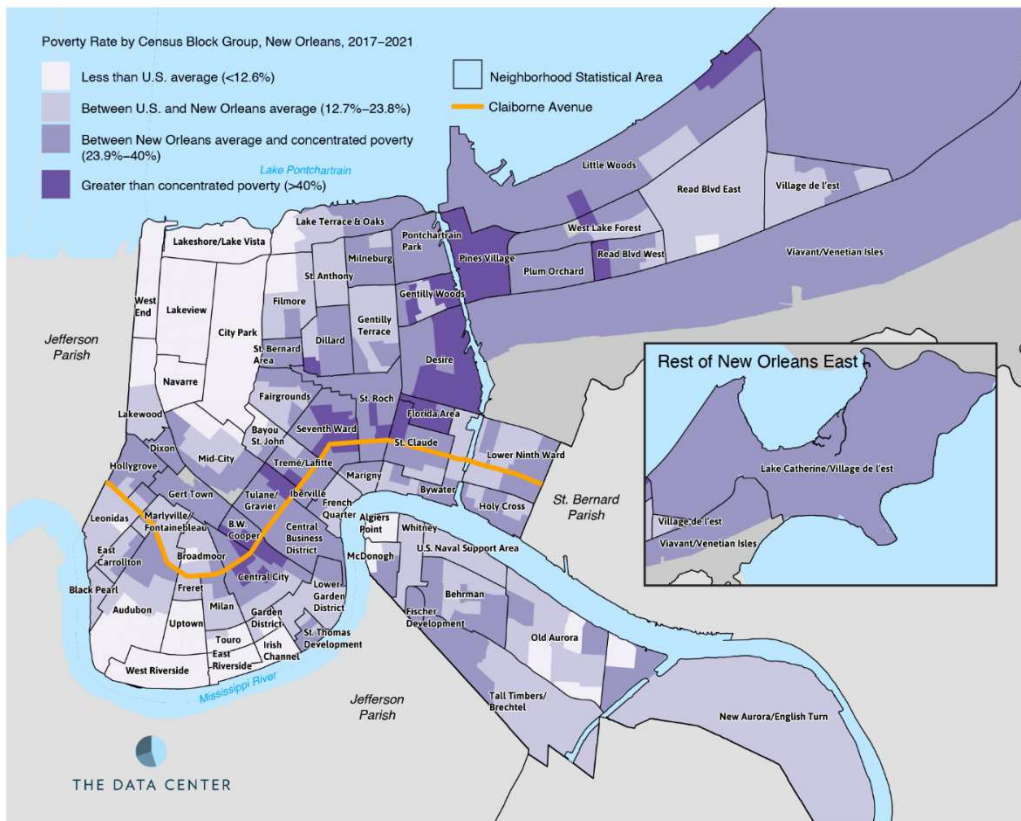 Poverty Rate by Census Block Group, New Orleans, 2017–2021
Less than U.S. average (<12.6%)
Between U.S. and New Orleans average (12.7%–23.8%)
Between New Orleans average and concentrated poverty
(23.9%–40%)
Greater than concentrated poverty (>40%)
Neighborhood Statistical Area
Claiborne Avenue
Lake Pontchartrain
Little Woods
Read Blvd East
Village de l'est
Lake Terrace & Oaks
Lakeshore/Lake Vista
Pontchartrain
Park
West Lake Forest
Milneburg
Pines Village
Read Blvd West
Viavant/Venetian Isles
St. Anthony
Plum Orchard
West
End
Lakeview
City Park
Filmore
Gentilly Woods
Jefferson
Parish
Gentilly
Terrace
Dillard
St. Bernard
Area
Desire
Rest of New Orleans East
Navarre
Fairgrounds
St. Roch
Lakewood
Florida Area
Bayou
St. John
Seventh Ward
St. Claude
Dixon
Mid-City
Lower Ninth Ward
Tremé/Lafitte
Hollygrove
Marigny
Lake Catherine/Village de l'est
Gert Town
Tulane/
Gravier
Iberville
Bywater
St. Bernard
Parish
French
Quarter
Holy Cross
Leonidas
Marlyville/
Fontainebleau
B.W.
Cooper
Central
Business
District
Algiers
Point
Whitney
Village de l'est
Viavant/Venetian Isles
East
Carrollton
Broadmoor
McDonogh
U.S. Naval Support Area
Central City
Black Pearl
Freret
Lower
Garden
District
Behrman
Audubon
Milan
Garden
District
Fischer
Development
Uptown
Old Aurora
Touro
St. Thomas
Development
East
Riverside
Irish
Channel
West Riverside
Mississippi River
Jefferson
Parish
Tall Timbers/
Brechtel
New Aurora/English Turn
THE DATA CENTER